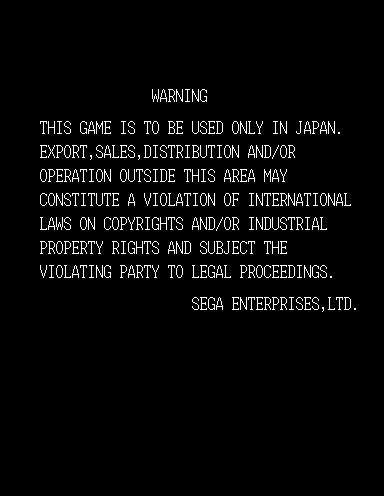 WARNING
THIS GAME IS TO BE USED ONLY IN JAPAN.
EXPORT,SALES,DISTRIBUTION AND/OR
OPERATION OUTSIDE THIS AREA MAY
CONSTITUTE A VIOLATION OF INTERNATIONAL
LAWS ON COPYRIGHTS AND/OR INDUSTRIAL
PROPERTY RIGHTS AND SUBJECT THE
VIOLATING PARTY TO LEGAL PROCEEDINGS.
SEGA ENTERPRISES,LTD.